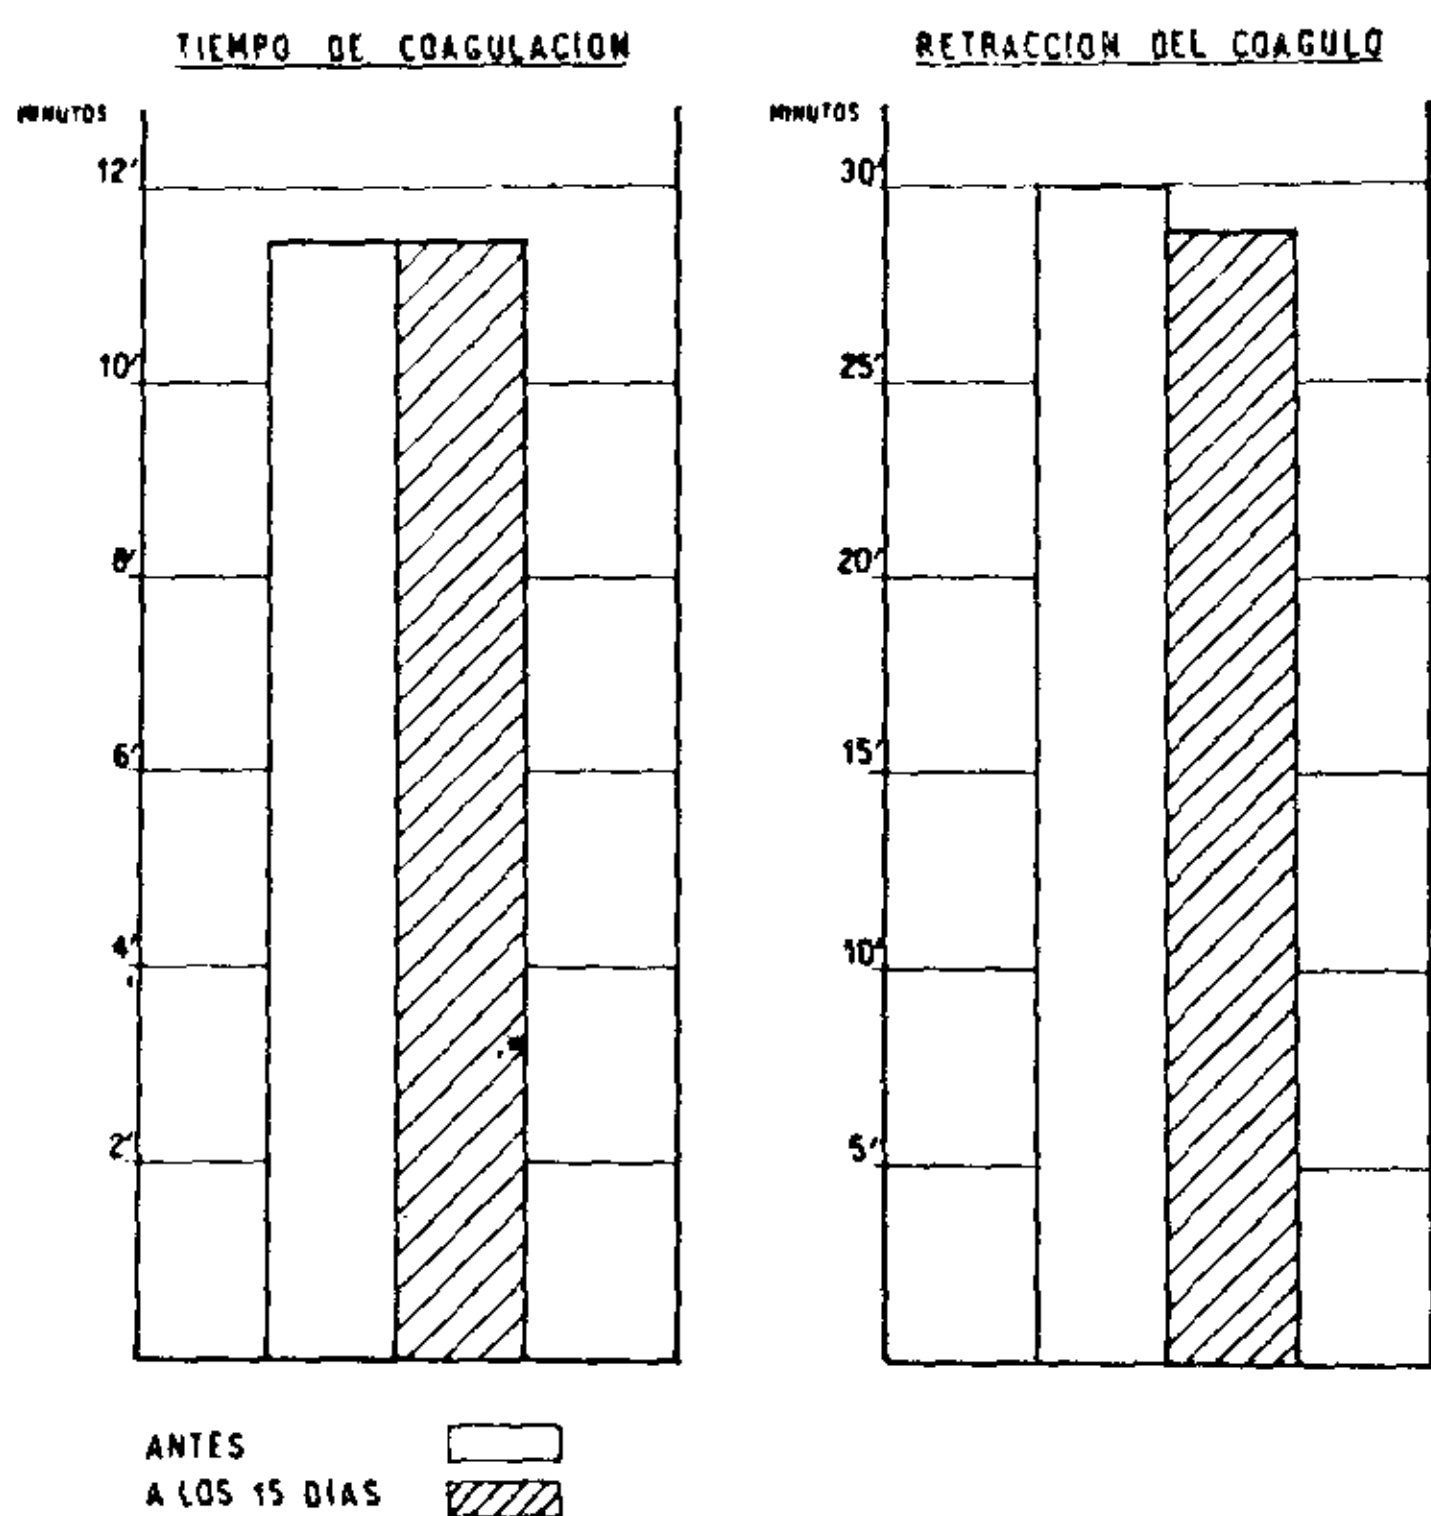 TIEMPO DE COAGULACION
MINUTOS
12'
10'
8'
6'
4'
2'
RETRACCION DEL COAGULO
MINUTOS
30'
25'
20'
15'
10'
5'
ANTES
A LOS 15 DÍAS